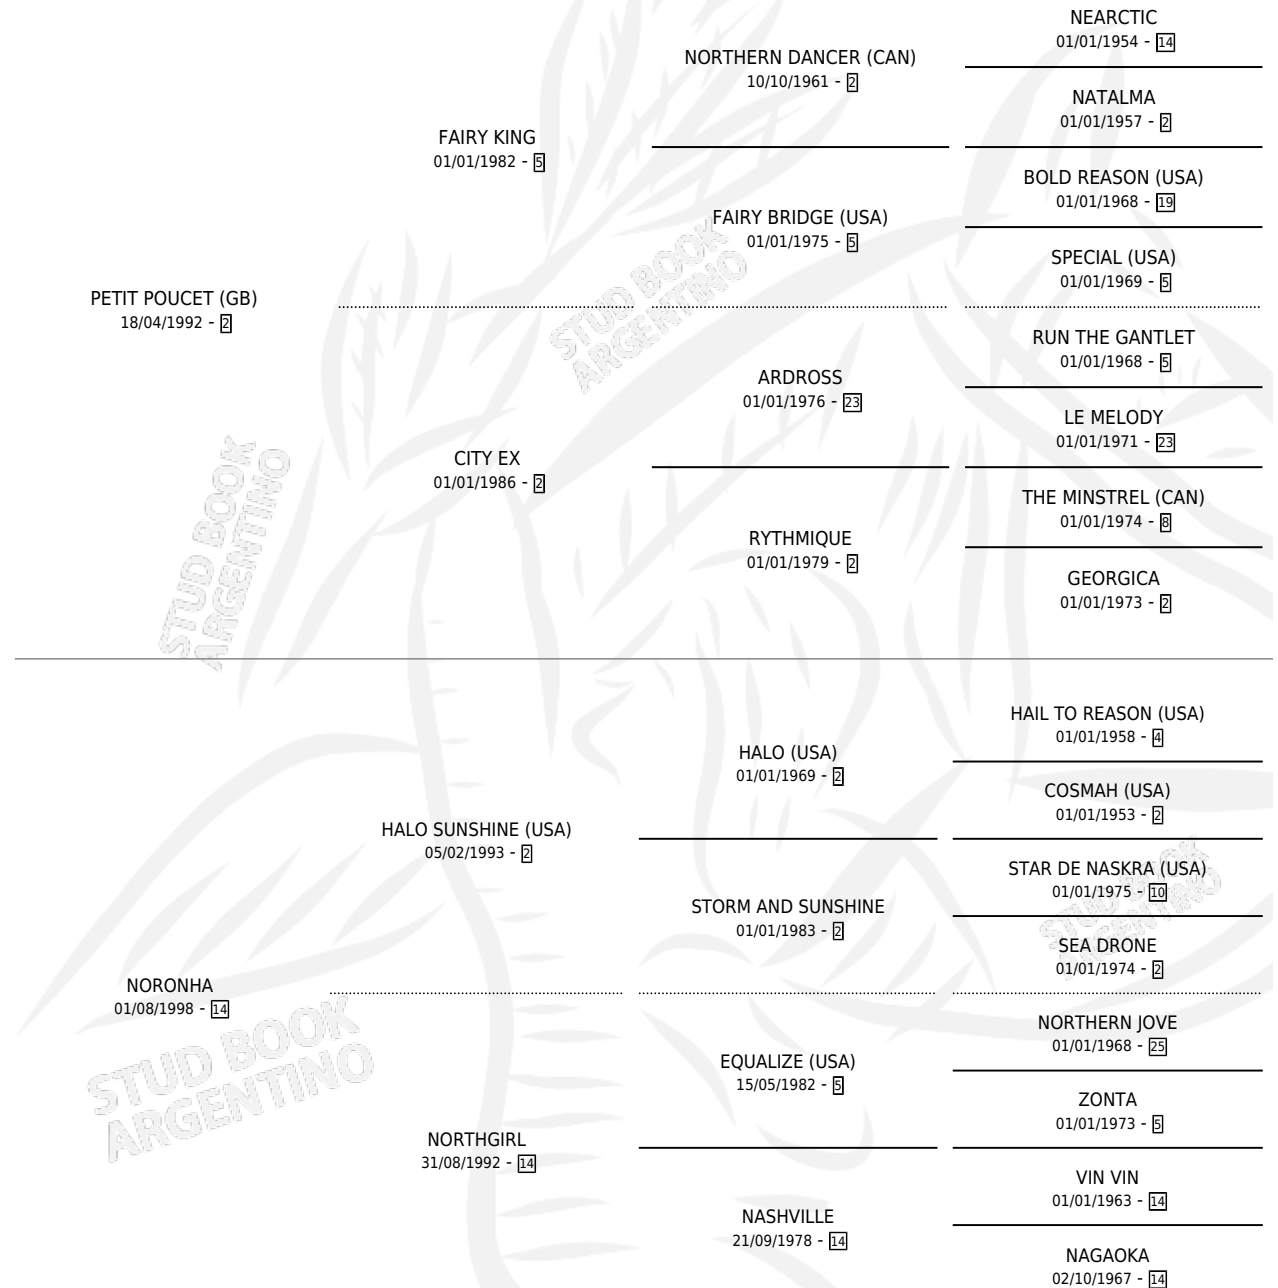 NEARCTIC
01/01/1954 - 14
NORTHERN DANCER (CAN)
10/10/1961 - 2
NATALMA
01/01/1957 - 2
FAIRY KING
01/01/1982 - 5
BOLD REASON (USA)
01/01/1968 - 19
FAIRY BRIDGE (USA)
01/01/1975 - 5
SPECIAL (USA)
01/01/1969 - 5
PETIT POUCET (GB)
18/04/1992 - 2
STUD BOOK
ARGENTINO
RUN THE GANTLET
01/01/1968 - 5
ARDROSS
01/01/1976 - 23
LE MELODY
01/01/1971 - 23
CITY EX
01/01/1986 - 2
THE MINSTREL (CAN)
01/01/1974 - 8
RYTHMIQUE
01/01/1979 - 2
GEORGICA
01/01/1973 - 2
STUD BOOK
ARGENTINO
HAIL TO REASON (USA)
01/01/1958 - 4
HALO (USA)
01/01/1969 - 2
COSMAH (USA)
01/01/1953 - 2
HALO SUNSHINE (USA)
05/02/1993 - 2
STAR DE NASKRA (USA)
01/01/1975 - 10
STORM AND SUNSHINE
01/01/1983 - 2
STUD BOOK
ARGENTINO
SEA DRONE
01/01/1974 - 2
NORONHA
01/08/1998 - 14
STUD BOOK
ARGENTINO
NORTHERN JOVE
01/01/1968 - 25
EQUALIZE (USA)
15/05/1982 - 5
ZONTA
01/01/1973 - 5
NORTHGIRL
31/08/1992 - 14
VIN VIN
01/01/1963 - 14
NASHVILLE
21/09/1978 - 14
NAGAOKA
02/10/1967 - 14